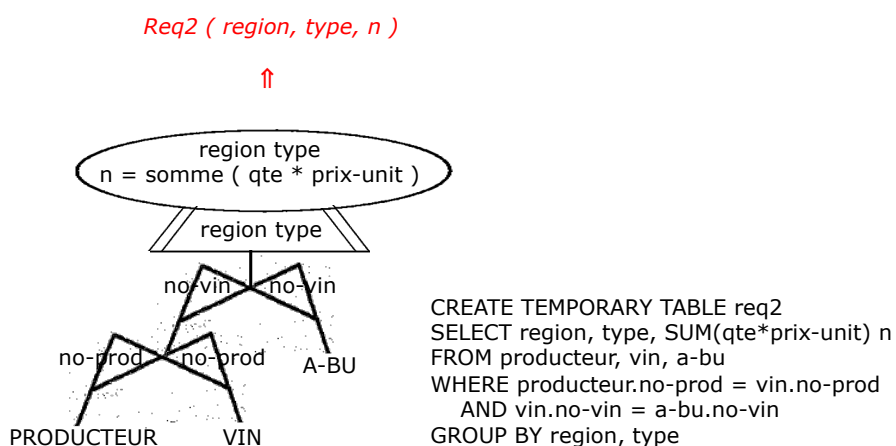 Req2 ( region, type, n )
⇑
region type
n = somme ( qte * prix-unit )
region type
no-vin no-vin
no-prod no-prod
A-BU
PRODUCTEUR VIN
CREATE TEMPORARY TABLE req2
SELECT region, type, SUM(qte*prix-unit) n
FROM producteur, vin, a-bu
WHERE producteur.no-prod = vin.no-prod
AND vin.no-vin = a-bu.no-vin
GROUP BY region, type